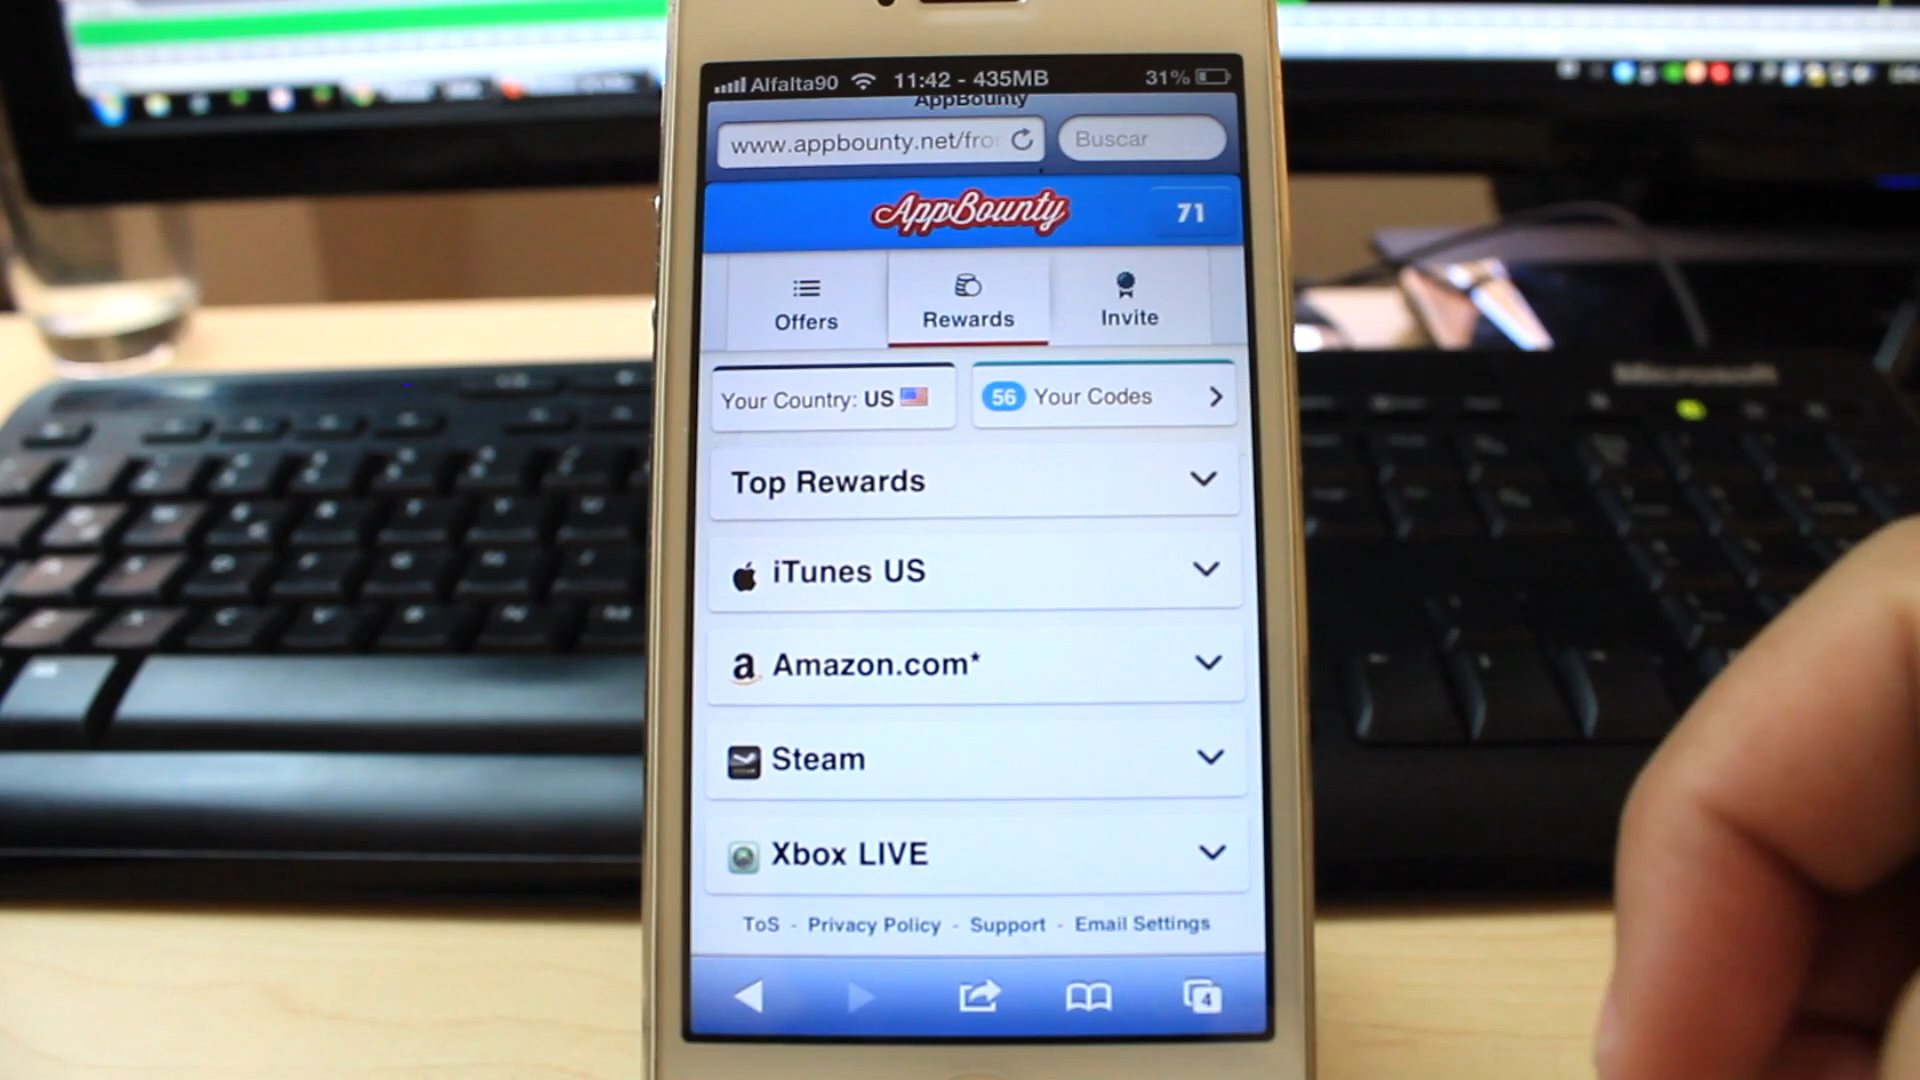 Alfalta90 11:42 - 435MB 31%
AppBounty
www.appbounty.net/fro Buscar
AppBounty 71
Offers Rewards Invite
Your Country: US 56 Your Codes
Top Rewards
iTunes US
a Amazon.com*
Steam
Xbox LIVE
ToS - Privacy Policy - Support - Email Settings
4
Microsoft